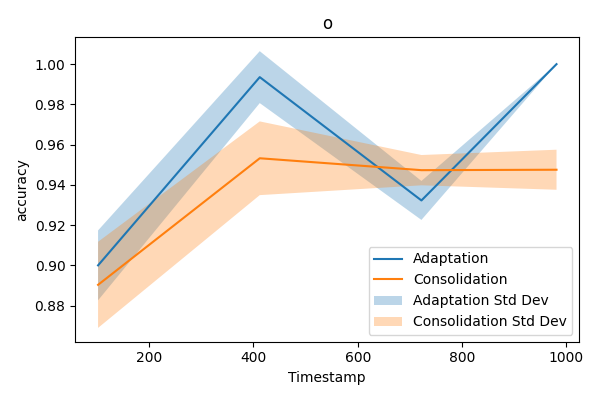 o
1.00
0.98
0.96
0.94
0.92
0.90
0.88
accuracy
200
400
600
800
1000
Timestamp
Adaptation
Consolidation
Adaptation Std Dev
Consolidation Std Dev